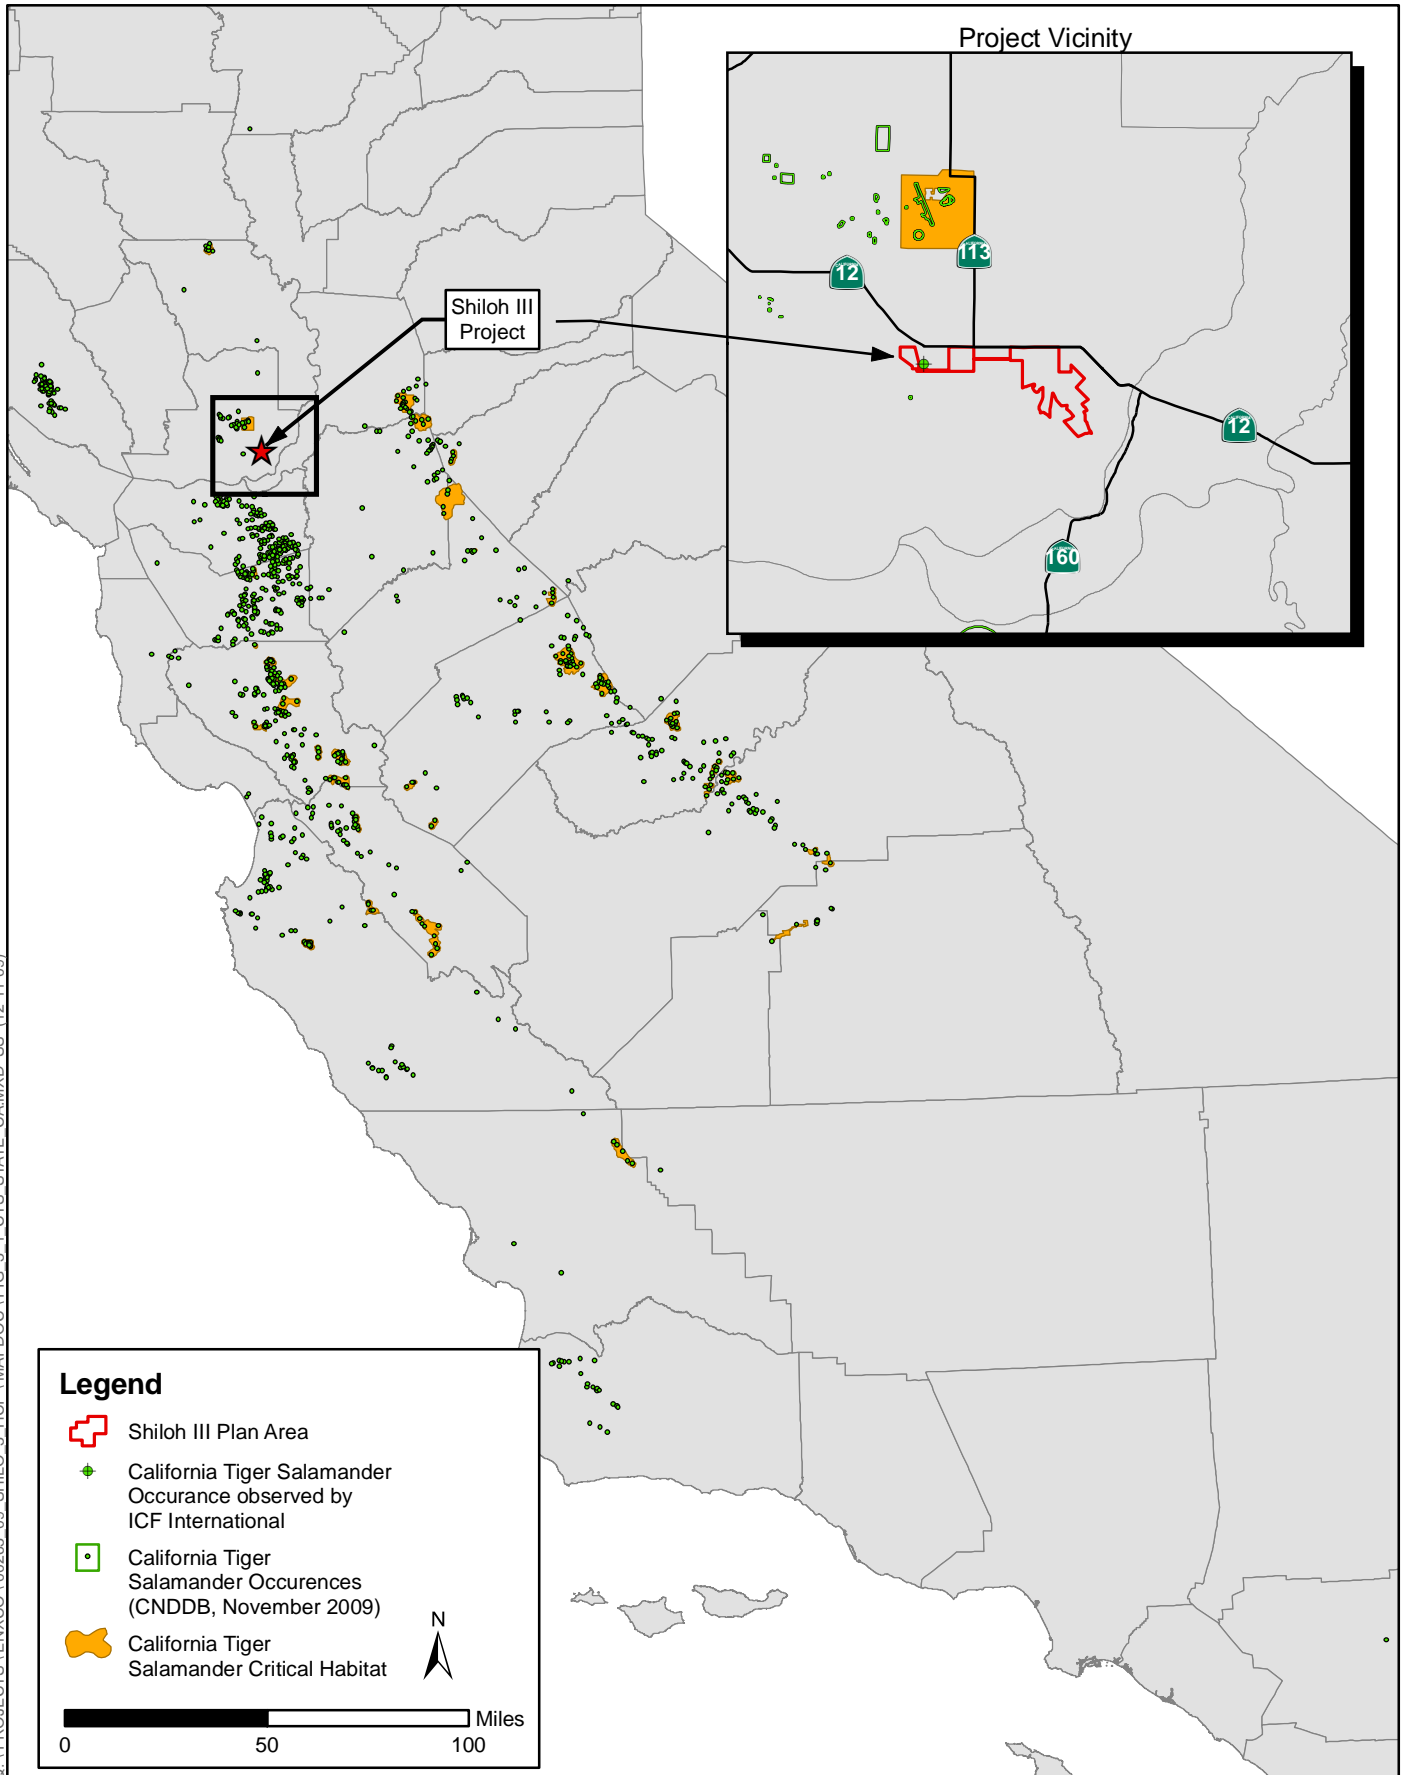 Project Vicinity
Shiloh III
Project
113
12
12
160
Legend
Shiloh III Plan Area
California Tiger Salamander
Occurance observed by
ICF International
California Tiger
Salamander Occurences
(CNDDB, November 2009)
California Tiger
Salamander Critical Habitat
N
Miles
0 50 100